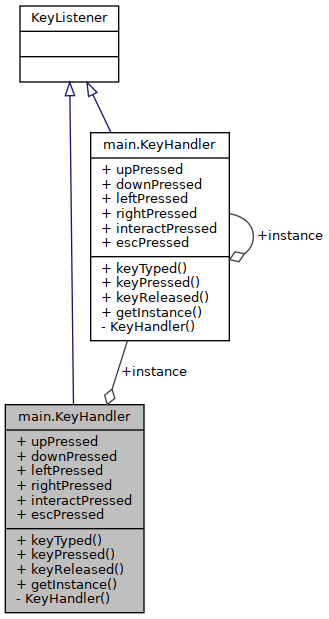 KeyListener
main.KeyHandler
+ upPressed
+ downPressed
+ leftPressed
+ rightPressed
+ interactPressed
+ escPressed
+ keyTyped()
+ keyPressed()
+ keyReleased()
+ getInstance()
- KeyHandler()
+instance
+instance
main.KeyHandler
+ upPressed
+ downPressed
+ leftPressed
+ rightPressed
+ interactPressed
+ escPressed
+ keyTyped()
+ keyPressed()
+ keyReleased()
+ getInstance()
- KeyHandler()